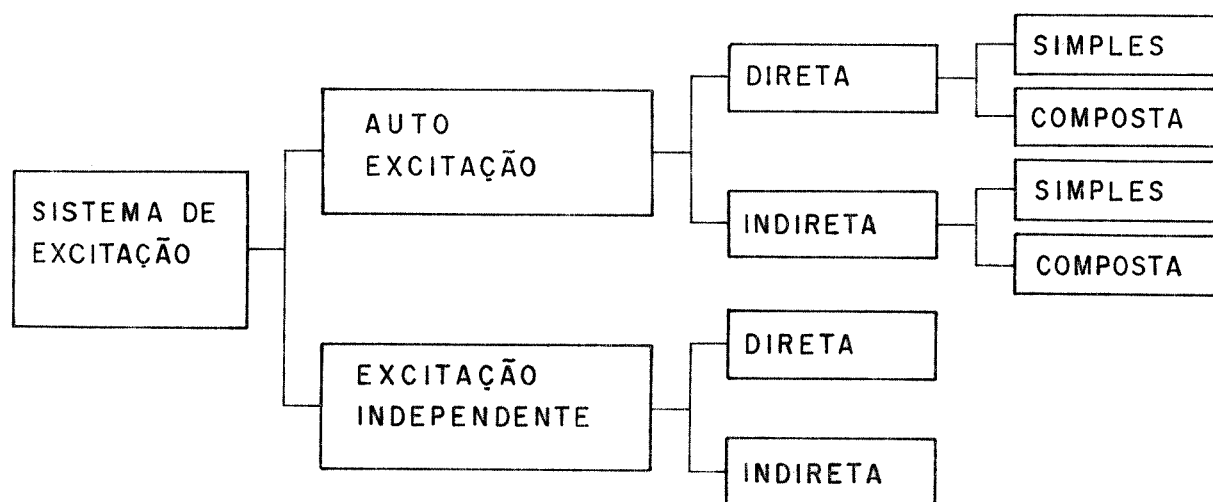 SISTEMA DE
EXCITAÇÃO
AUTO
EXCITAÇÃO
DIRETA
SIMPLES
COMPOSTA
INDIRETA
SIMPLES
COMPOSTA
EXCITAÇÃO
INDEPENDENTE
DIRETA
INDIRETA